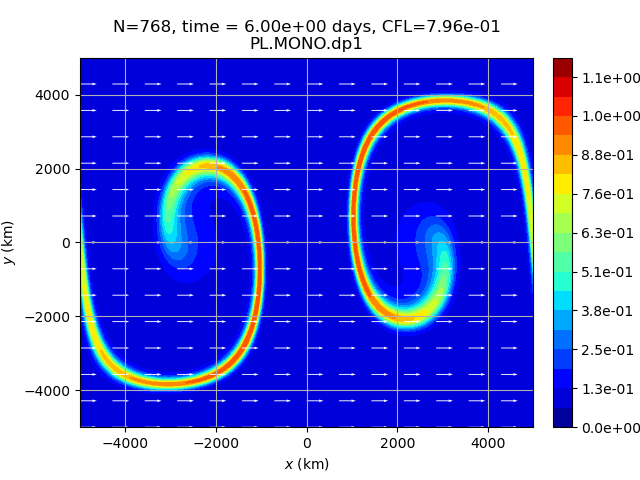 N=768, time = 6.00e+00 days, CFL=7.96e-01
PL.MONO.dp1
4000
2000
0
−2000
−4000
y (km)
−4000
−2000
0
2000
4000
x (km)
1.1e+00
1.0e+00
8.8e-01
7.6e-01
6.3e-01
5.1e-01
3.8e-01
2.5e-01
1.3e-01
0.0e+00